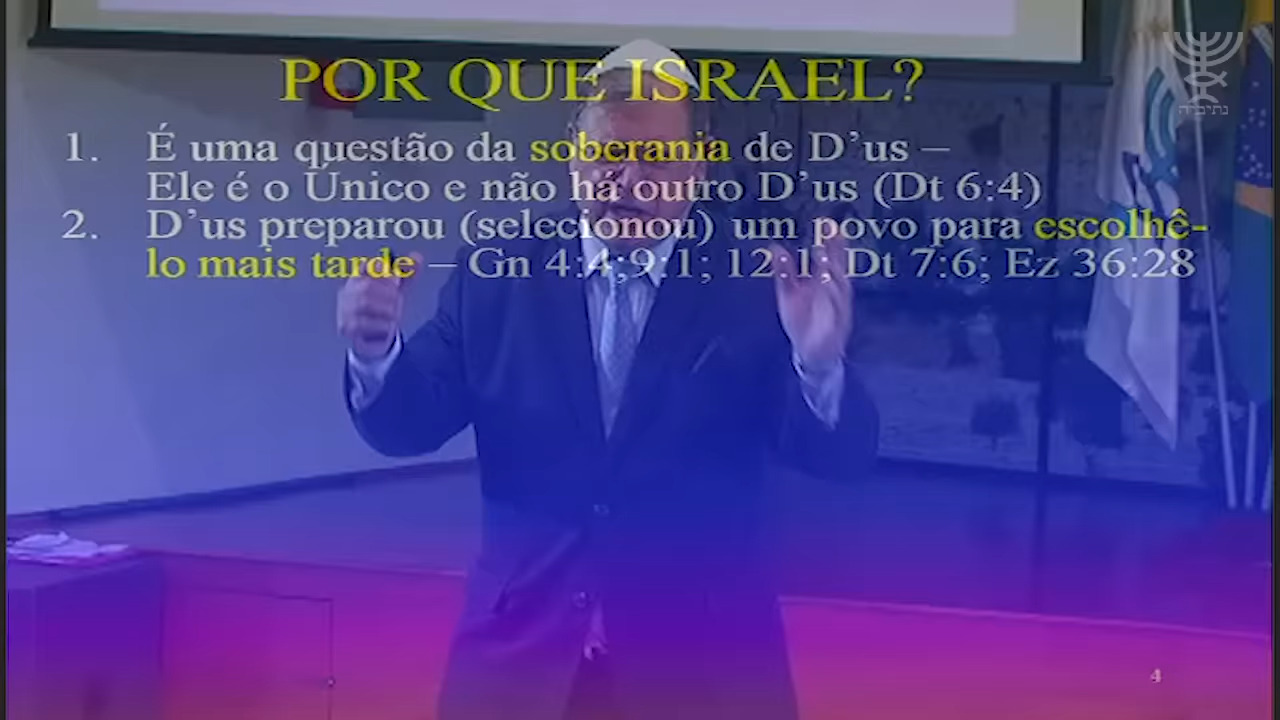 נתיביה
POR QUE ISRAEL?
1. É uma questão da soberania de D’us –
Ele é o Único e não há outro D’us (Dt 6:4)
2. D’us preparou (selecionou) um povo para escolhê-
lo mais tarde – Gn 4:4;9:1; 12:1; Dt 7:6; Ez 36:28
4